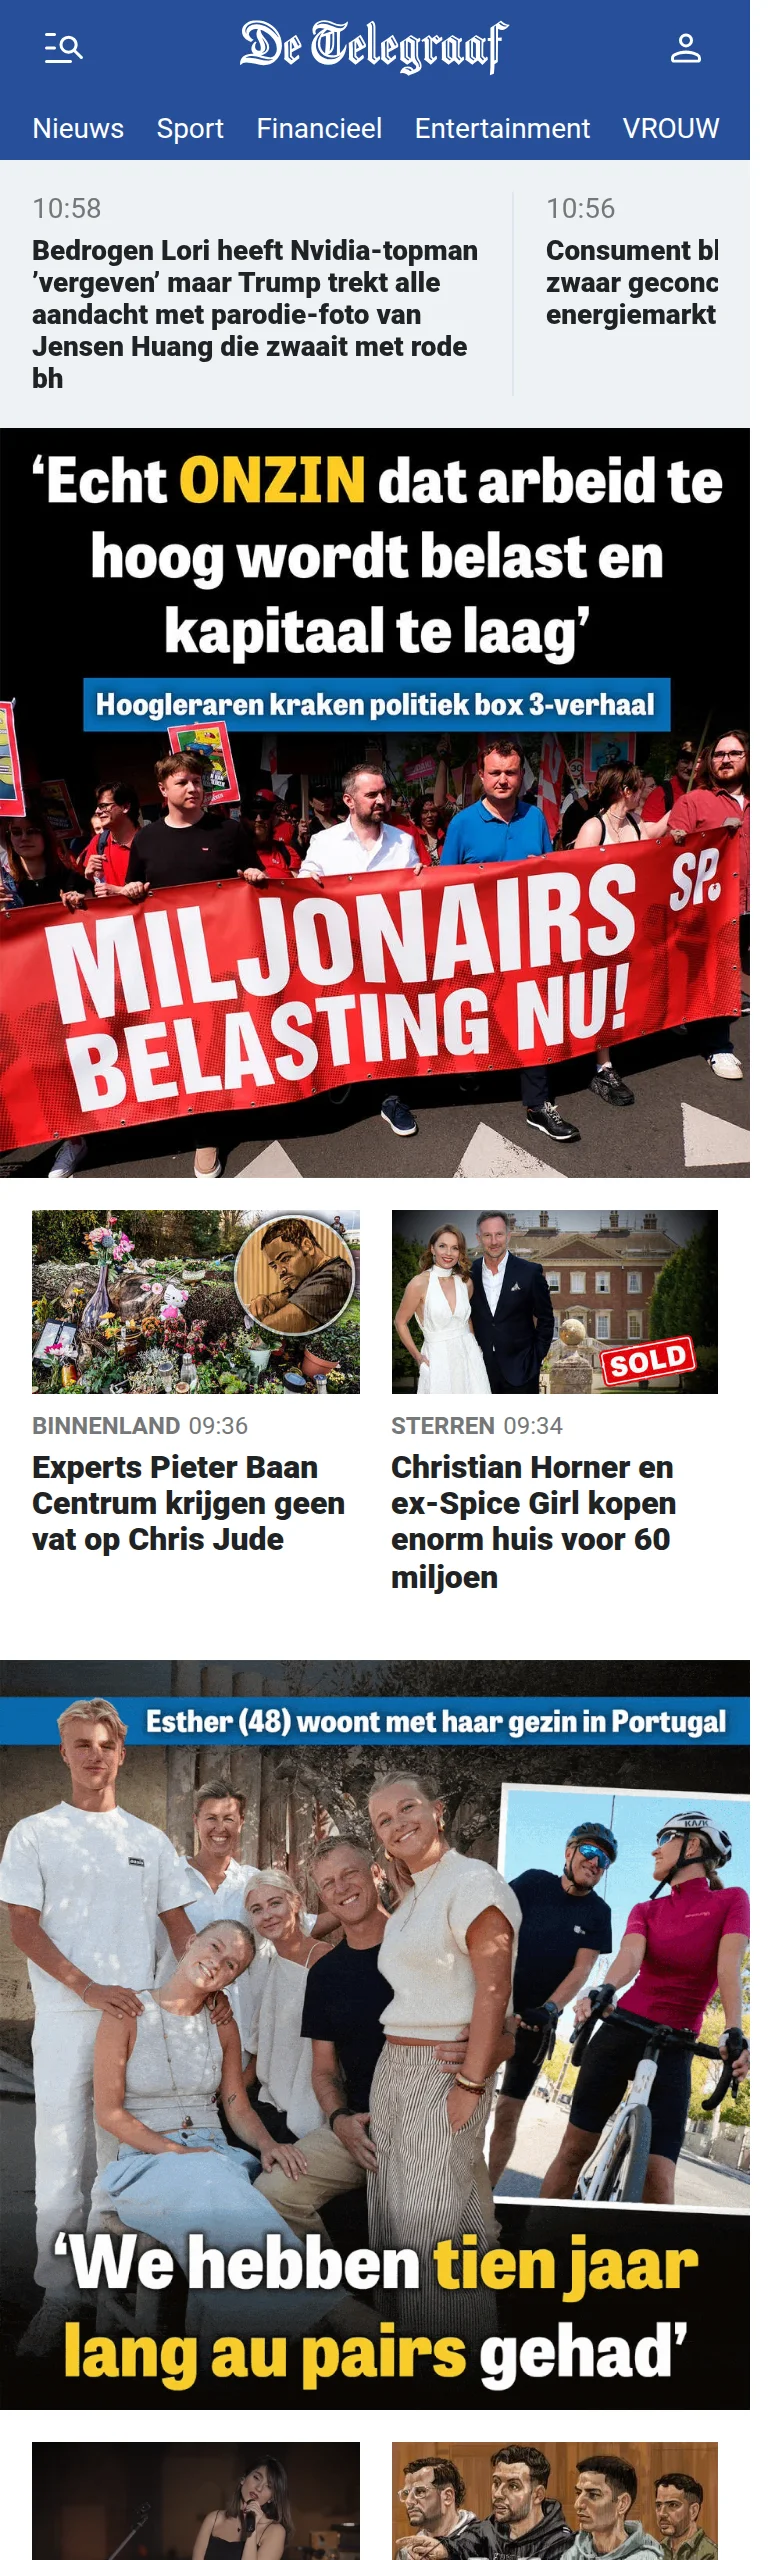 De Telegraaf
Nieuws Sport Financieel Entertainment VROUW
10:58
Bedrogen Lori heeft Nvidia-topman
’vergeven’ maar Trump trekt alle
aandacht met parodie-foto van
Jensen Huang die zwaait met rode
bh
10:56
Consument bl
zwaar geconc
energiemarkt
‘Echt ONZIN dat arbeid te
hoog wordt belast en
kapitaal te laag’
Hoogleraren kraken politiek box 3-verhaal
MILJONAIRS
BELASTING NU!
SP.
SOLD
BINNENLAND 09:36
Experts Pieter Baan
Centrum krijgen geen
vat op Chris Jude
STERREN 09:34
Christian Horner en
ex-Spice Girl kopen
enorm huis voor 60
miljoen
Esther (48) woont met haar gezin in Portugal
KASK
‘We hebben tien jaar
lang au pairs gehad’